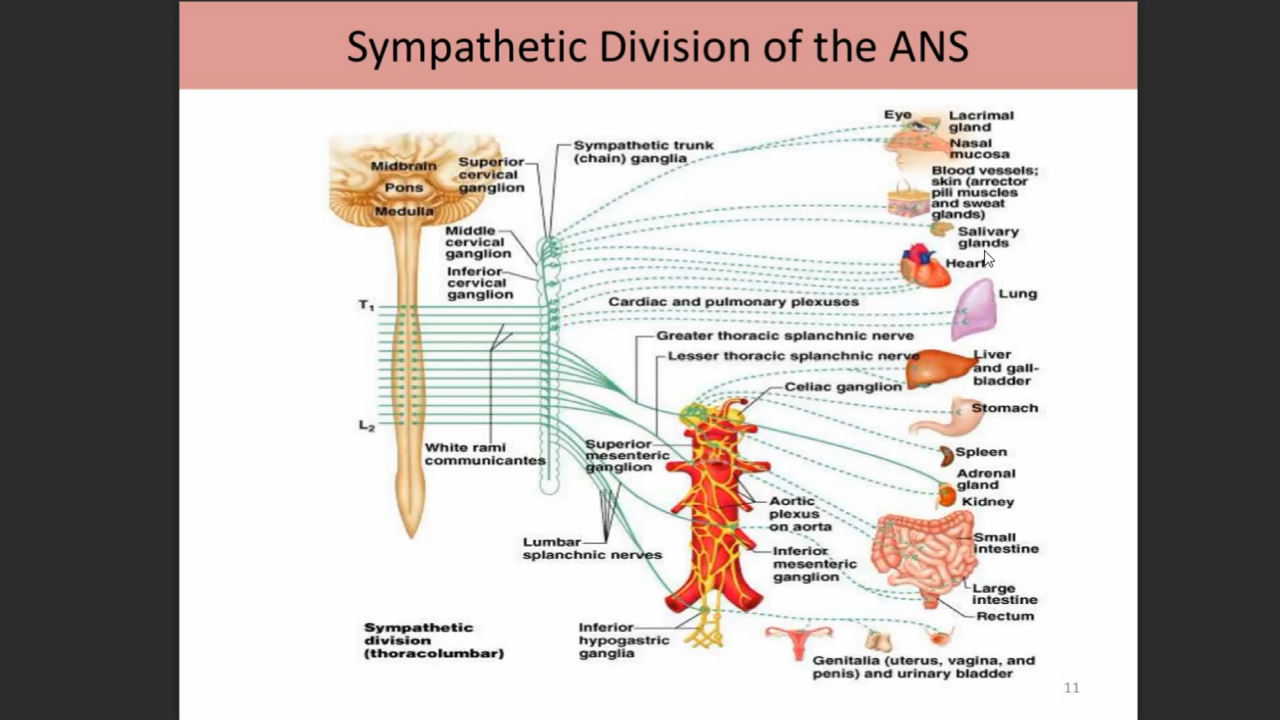 Sympathetic Division of the ANS
Eye
Lacrimal
gland
Nasal
mucosa
Sympathetic trunk
(chain) ganglia
Midbrain
Pons
Medulla
Superior
cervical
ganglion
Blood vessels;
skin (arrector
pili muscles
and sweat
glands)
Middle
cervical
ganglion
Salivary
glands
Inferior
cervical
ganglion
Heart
Lung
T1
Cardiac and pulmonary plexuses
Greater thoracic splanchnic nerve
Lesser thoracic splanchnic nerve
Liver
and gall-
bladder
Celiac ganglion
Stomach
L2
White rami
communicantes
Superior
mesenteric
ganglion
Spleen
Adrenal
gland
Kidney
Aortic
plexus
on aorta
Lumbar
splanchnic nerves
Small
intestine
Inferior
mesenteric
ganglion
Large
intestine
Rectum
Sympathetic
division
(thoracolumbar)
Inferior
hypogastric
ganglia
Genitalia (uterus, vagina, and
penis) and urinary bladder
11